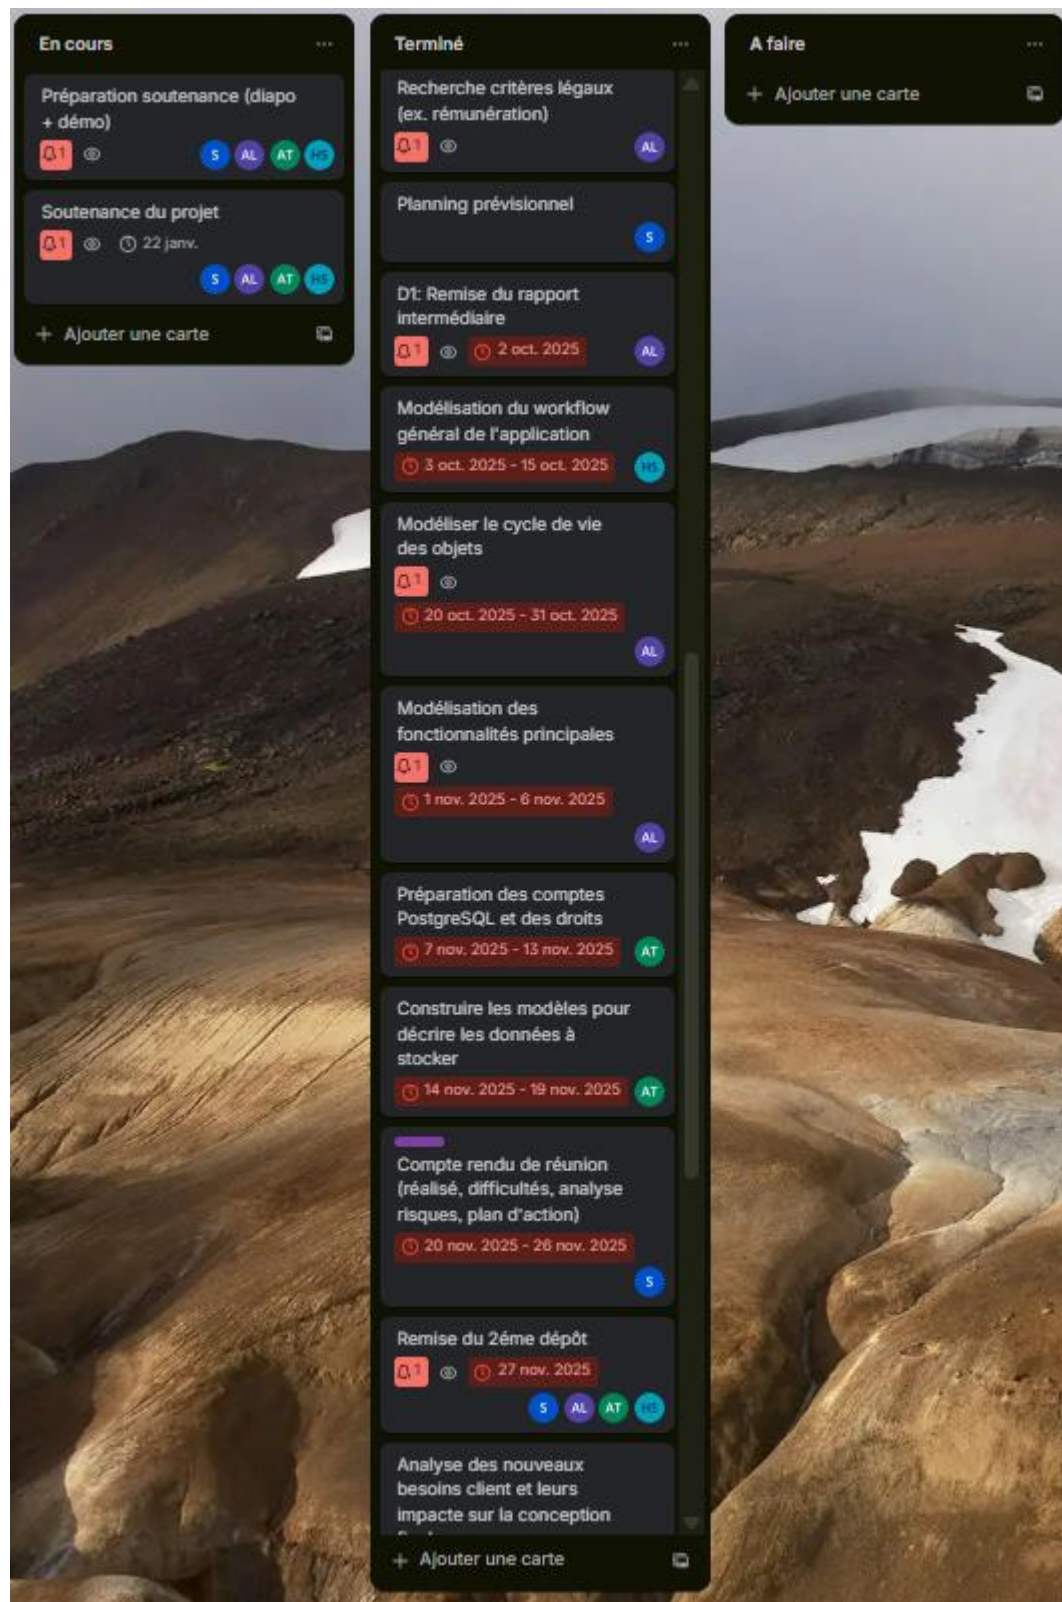 En cours
Préparation soutenance (diapo
+ démo)
1
S AL AT HS
Soutenance du projet
1
22 janv.
S AL AT HS
+ Ajouter une carte
Terminé
Recherche critères légaux
(ex. rémunération)
1
AL
Planning prévisionnel
S
D1: Remise du rapport
intermédiaire
1
2 oct. 2025
AL
Modélisation du workflow
général de l'application
3 oct. 2025 - 15 oct. 2025
HS
Modéliser le cycle de vie
des objets
1
20 oct. 2025 - 31 oct. 2025
AL
Modélisation des
fonctionnalités principales
1
1 nov. 2025 - 6 nov. 2025
AL
Préparation des comptes
PostgreSQL et des droits
7 nov. 2025 - 13 nov. 2025
AT
Construire les modèles pour
décrire les données à
stocker
14 nov. 2025 - 19 nov. 2025
AT
Compte rendu de réunion
(réalisé, difficultés, analyse
risques, plan d'action)
20 nov. 2025 - 26 nov. 2025
S
Remise du 2éme dépôt
1
27 nov. 2025
S AL AT HS
Analyse des nouveaux
besoins client et leurs
impacte sur la conception
+ Ajouter une carte
A faire
+ Ajouter une carte